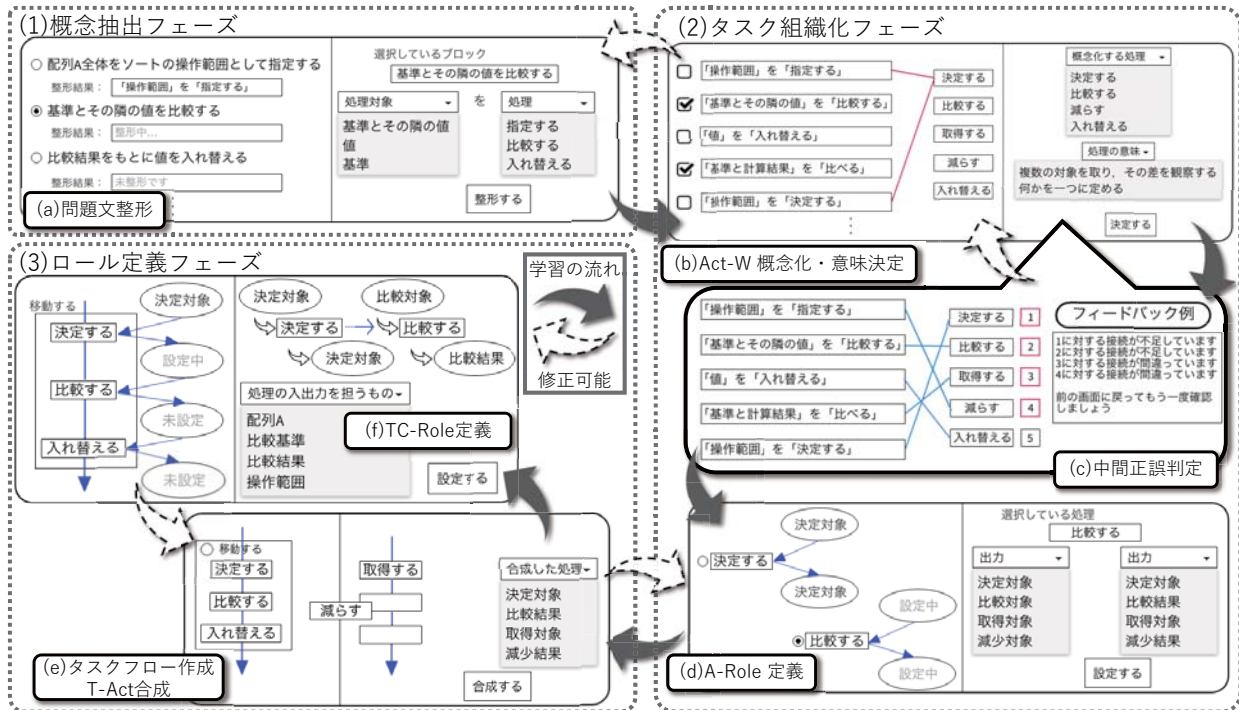 (1)概念抽出フェーズ
配列A全体をソートの操作範囲として指定する
整形結果：
「操作範囲」を「指定する」
基準とその隣の値を比較する
整形結果：
整形中...
比較結果をもとに値を入れ替える
整形結果：
未整形です
⋮
(a)問題文整形
選択しているブロック
基準とその隣の値を比較する
処理対象
を
処理
基準とその隣の値
値
基準
指定する
比較する
入れ替える
整形する
(2)タスク組織化フェーズ
「操作範囲」を「指定する」
「基準とその隣の値」を「比較する」
「値」を「入れ替える」
「基準と計算結果」を「比べる」
「操作範囲」を「決定する」
⋮
決定する
比較する
取得する
減らす
入れ替える
概念化する処理
決定する
比較する
減らす
入れ替える
処理の意味
複数の対象を取り，その差を観察する
何かを一つに定める
決定する
(b)Act-W 概念化・意味決定
「操作範囲」を「指定する」
「基準とその隣の値」を「比較する」
「値」を「入れ替える」
「基準と計算結果」を「比べる」
「操作範囲」を「決定する」
決定する 1
比較する 2
取得する 3
減らす 4
入れ替える 5
フィードバック例
1に対する接続が不足しています
2に対する接続が不足しています
3に対する接続が間違っています
4に対する接続が間違っています
前の画面に戻ってもう一度確認
しましょう
(c)中間正誤判定
決定対象
決定する
決定対象
設定中
比較する
設定中
(d)A-Role 定義
選択している処理
比較する
出力
決定対象
比較対象
取得対象
減少対象
出力
決定対象
比較結果
取得対象
減少結果
設定する
(3)ロール定義フェーズ
移動する
決定対象
決定する
設定中
比較する
未設定
入れ替える
未設定
決定対象
比較対象
決定する
比較する
決定対象
比較結果
処理の入出力を担うもの
配列A
比較基準
比較結果
操作範囲
(f)TC-Role定義
設定する
学習の流れ
修正可能
移動する
決定する
比較する
入れ替える
取得する
減らす
合成した処理
決定対象
比較結果
取得対象
減少結果
合成する
(e)タスクフロー作成
T-Act合成